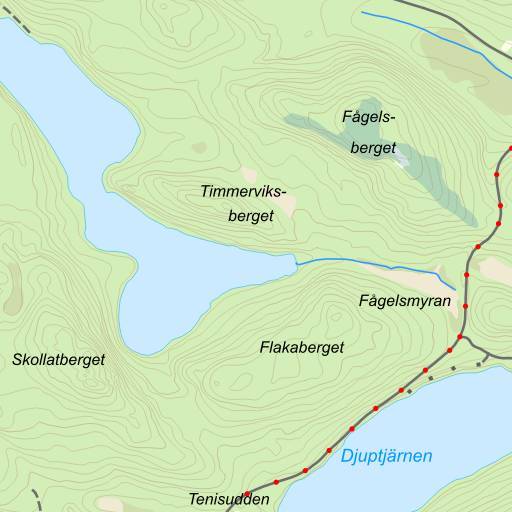 Fågels-
berget
Timmerviks-
berget
Fågelsmyran
Flakaberget
Skollatberget
Djuptjärnen
Tenisudden